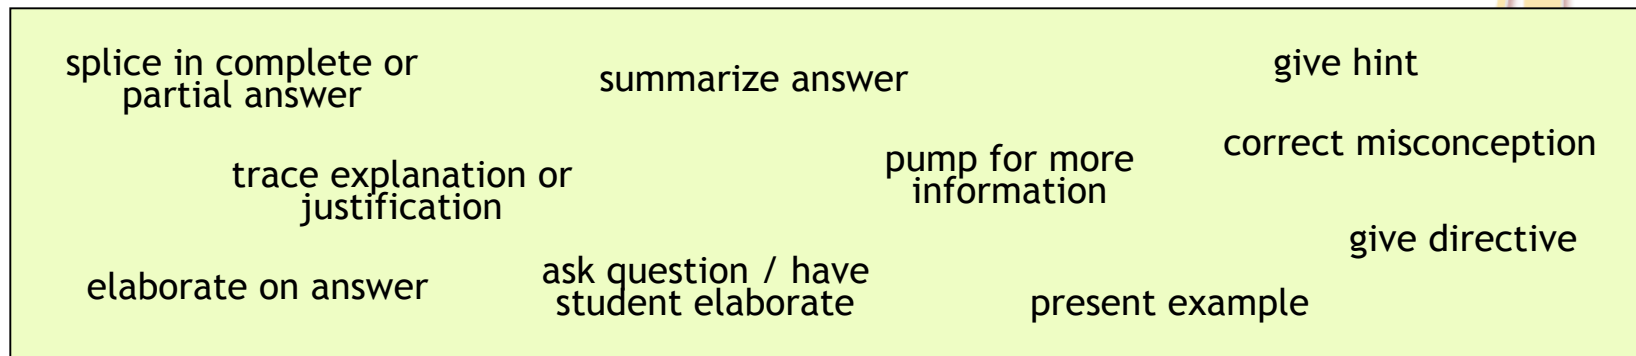 splice in complete or
partial answer
summarize answer
give hint
correct misconception
trace explanation or
justification
pump for more
information
give directive
elaborate on answer
ask question / have
student elaborate
present example